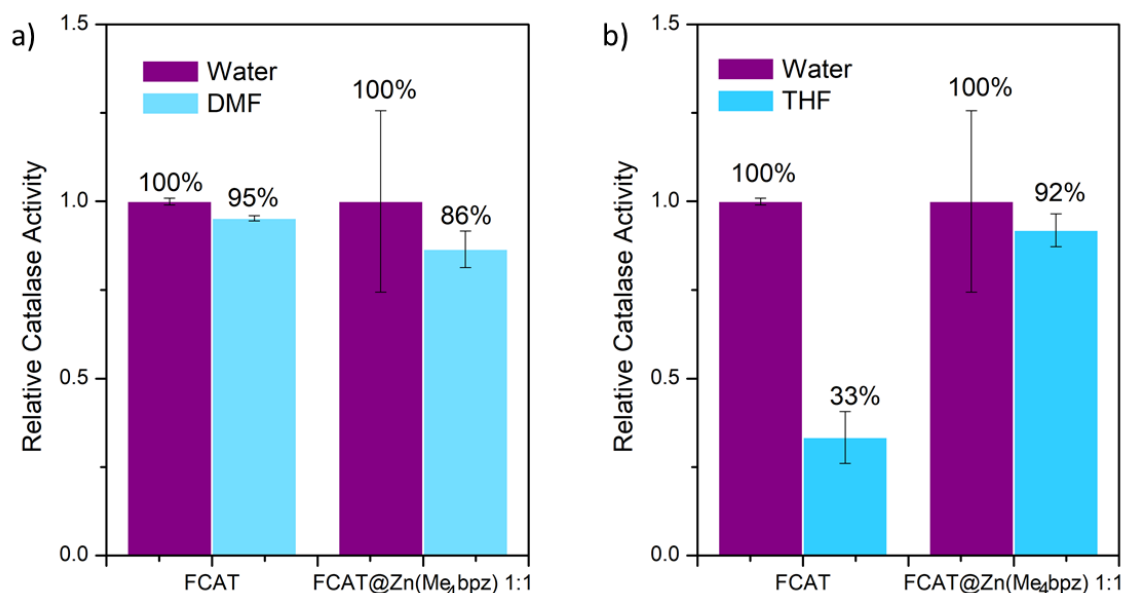 a)
Relative Catalase Activity
1.5
1.0
0.5
0.0
Water
DMF
100%
95%
100%
86%
FCAT
FCAT@Zn(Me₄bpz) 1:1
b)
Relative Catalase Activity
1.5
1.0
0.5
0.0
Water
THF
100%
33%
100%
92%
FCAT
FCAT@Zn(Me₄bpz) 1:1